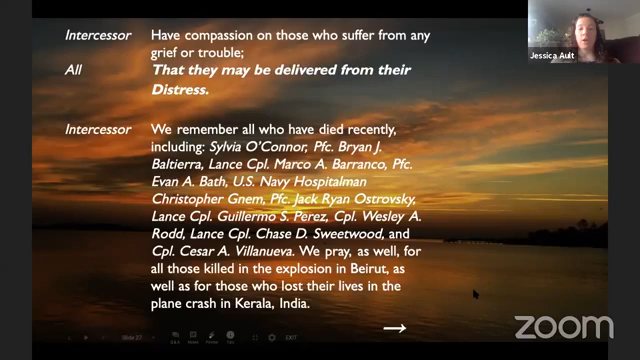 Intercessor Have compassion on those who suffer from any
grief or trouble;
All That they may be delivered from their
Distress.
Intercessor We remember all who have died recently,
including: Sylvia O'Connor, Pfc. Bryan J.
Baltierra, Lance Cpl. Marco A. Barranco, Pfc.
Evan A. Bath, U.S. Navy Hospitalman
Christopher Gnem, Pfc. Jack Ryan Ostrovsky,
Lance Cpl. Guillermo S. Perez, Cpl. Wesley A.
Rodd, Lance Cpl. Chase D. Sweetwood, and
Cpl. Cesar A. Villanueva. We pray, as well, for
all those killed in the explosion in Beirut, as
well as for those who lost their lives in the
plane crash in Kerala, India.
Jessica Ault
Slide 37
EXIT
zoom